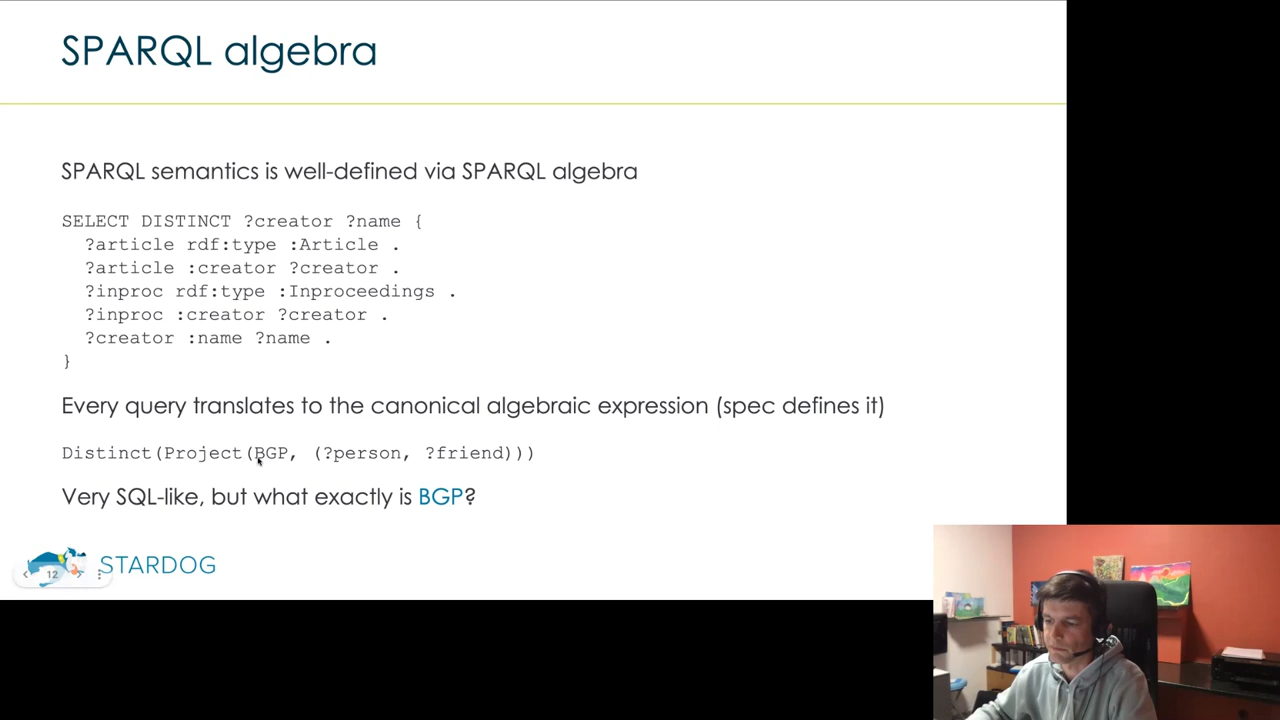 SPARQL algebra
SPARQL semantics is well-defined via SPARQL algebra
SELECT DISTINCT ?creator ?name {
?article rdf:type :Article .
?article :creator ?creator .
?inproc rdf:type :Inproceedings .
?inproc :creator ?creator .
?creator :name ?name .
}
Every query translates to the canonical algebraic expression (spec defines it)
Distinct(Project(BGP, (?person, ?friend)))
Very SQL-like, but what exactly is BGP?
STARDOG
12